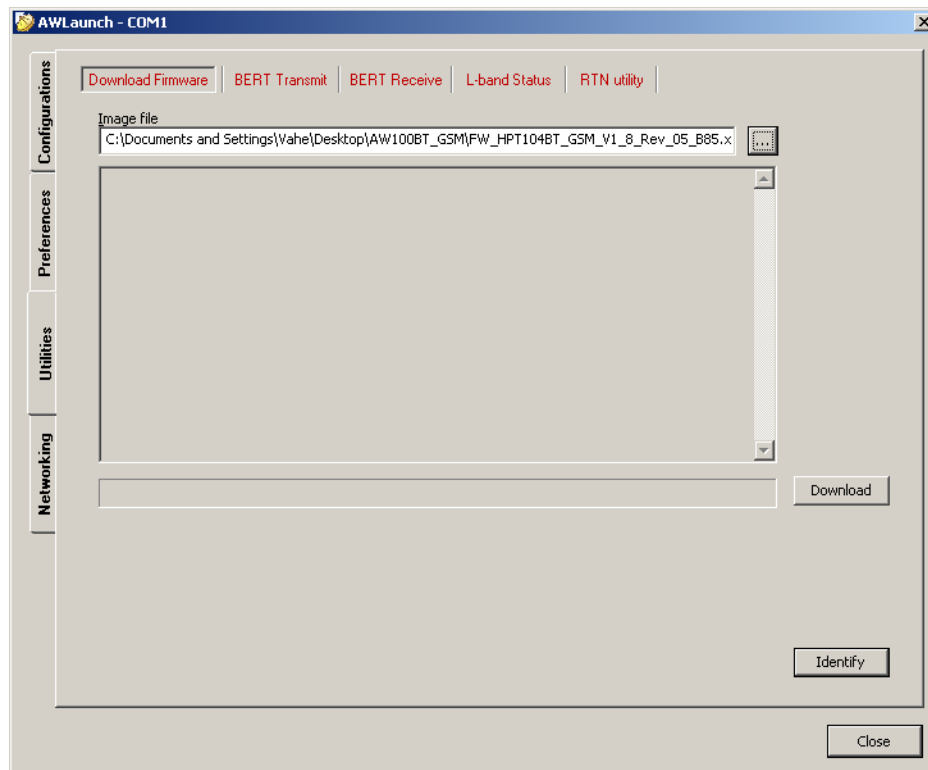 AWLaunch - COM1
Configurations
Preferences
Utilities
Networking
Download Firmware
BERT Transmit
BERT Receive
L-band Status
RTN utility
Image file
C:\Documents and Settings\Vahe\Desktop\AW100BT_GSM\FW_HPT104BT_GSM_V1_8_Rev_05_B85.x
...
Download
Identify
Close